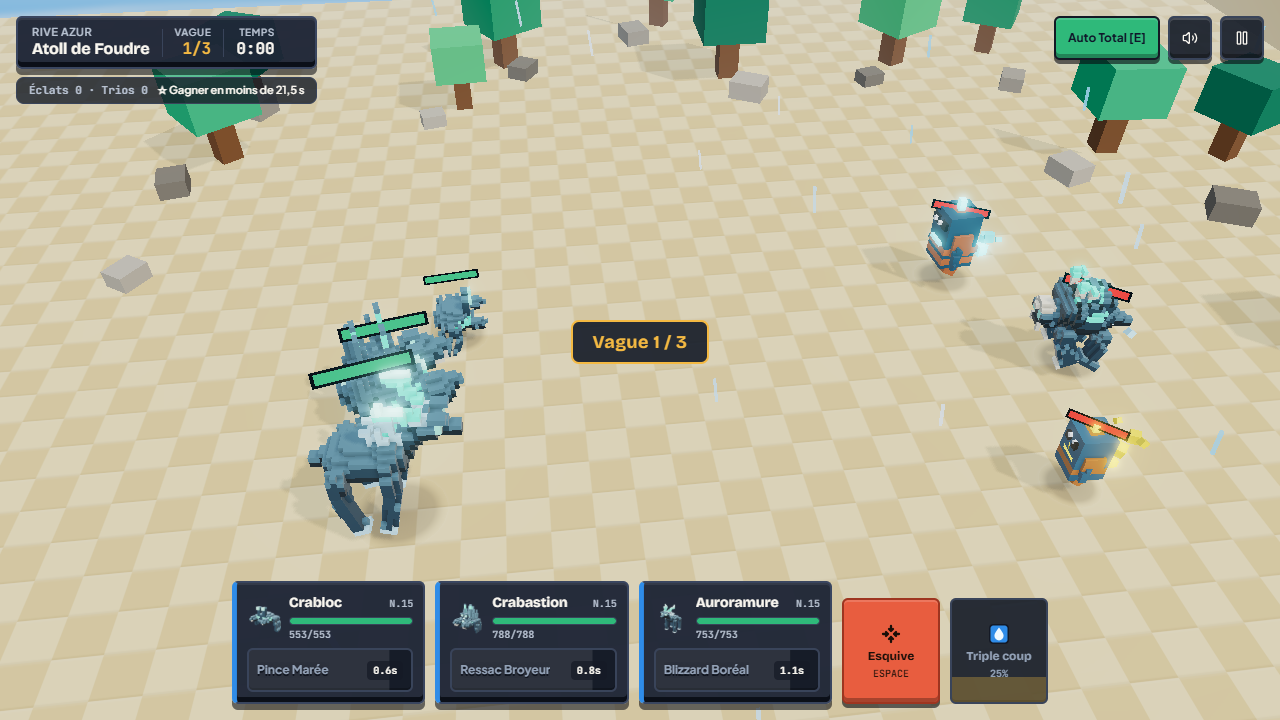 RIVE AZUR
Atoll de Foudre
VAGUE
1/3
TEMPS
0:00
Éclats 0 · Trios 0 ★ Gagner en moins de 21,5 s
Auto Total [E]
Vague 1 / 3
Crabloc N.15
553/553
Pince Marée 0.6s
Crabastion N.15
788/788
Ressac Broyeur 0.8s
Auroramure N.15
753/753
Blizzard Boréal 1.1s
Esquive
ESPACE
Triple coup
25%